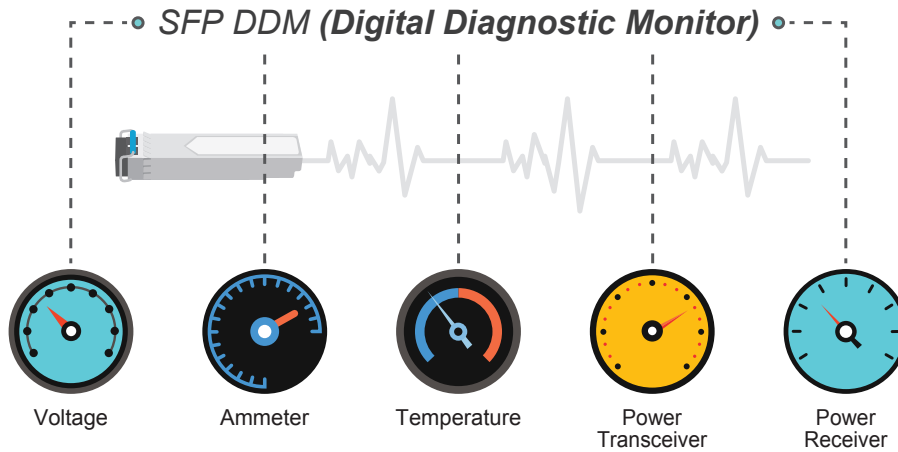 SFP DDM (Digital Diagnostic Monitor)
Voltage
Ammeter
Temperature
Power
Transceiver
Power
Receiver